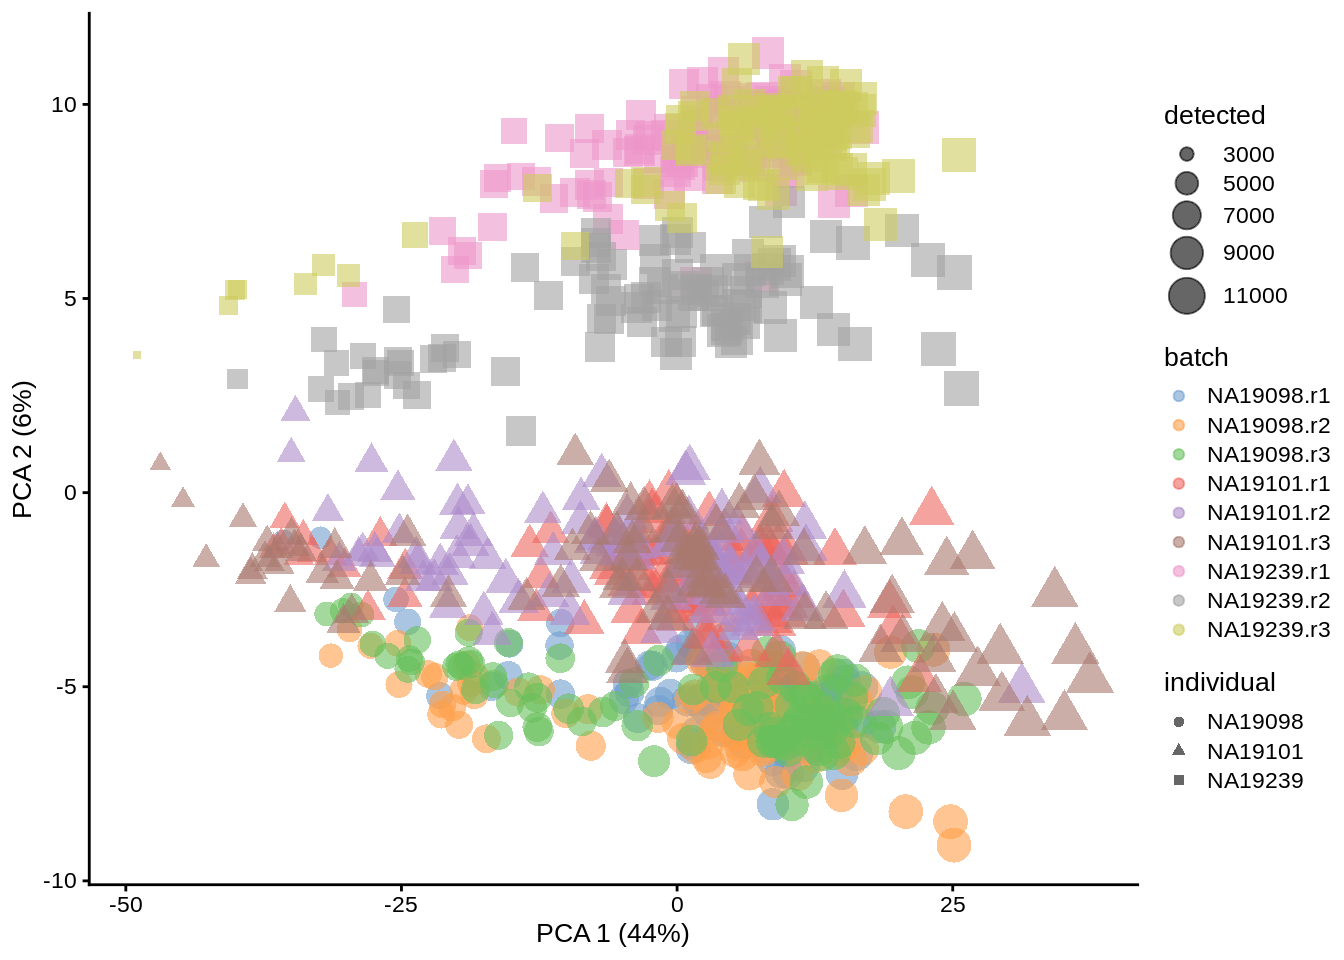 10
5
0
-5
-10
PCA 2 (6%)
-50
-25
0
25
PCA 1 (44%)
detected
3000
5000
7000
9000
11000
batch
NA19098.r1
NA19098.r2
NA19098.r3
NA19101.r1
NA19101.r2
NA19101.r3
NA19239.r1
NA19239.r2
NA19239.r3
individual
NA19098
NA19101
NA19239